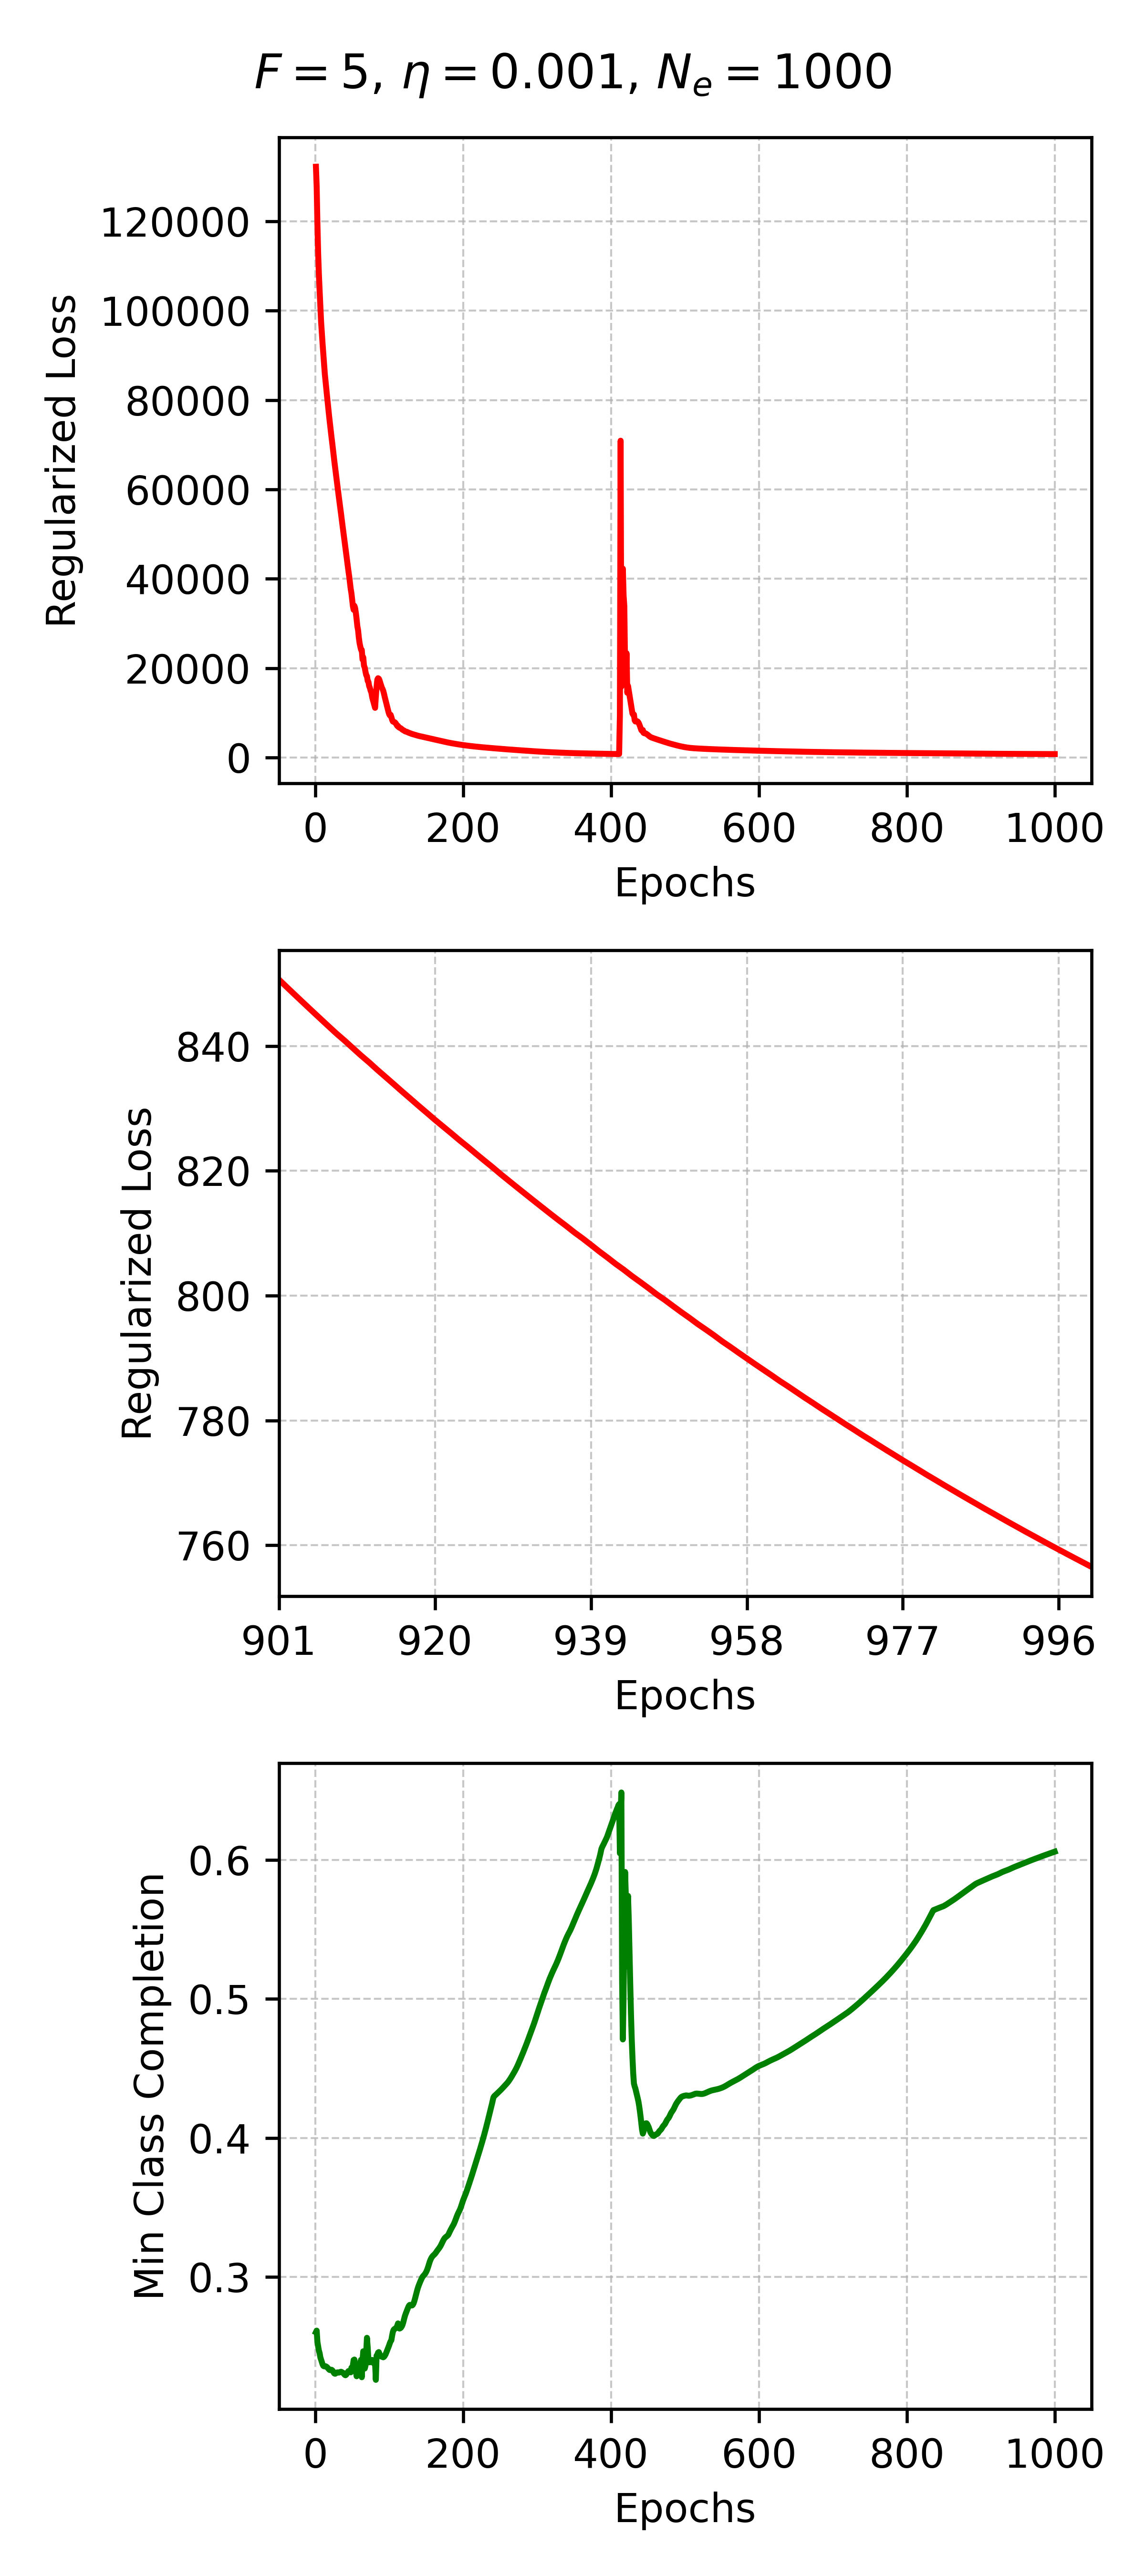 F = 5, η = 0.001, Nₑ = 1000
120000
100000
80000
60000
40000
20000
0
Regularized Loss
0 200 400 600 800 1000
Epochs
840
820
800
780
760
Regularized Loss
901 920 939 958 977 996
Epochs
0.6
0.5
0.4
0.3
Min Class Completion
0 200 400 600 800 1000
Epochs